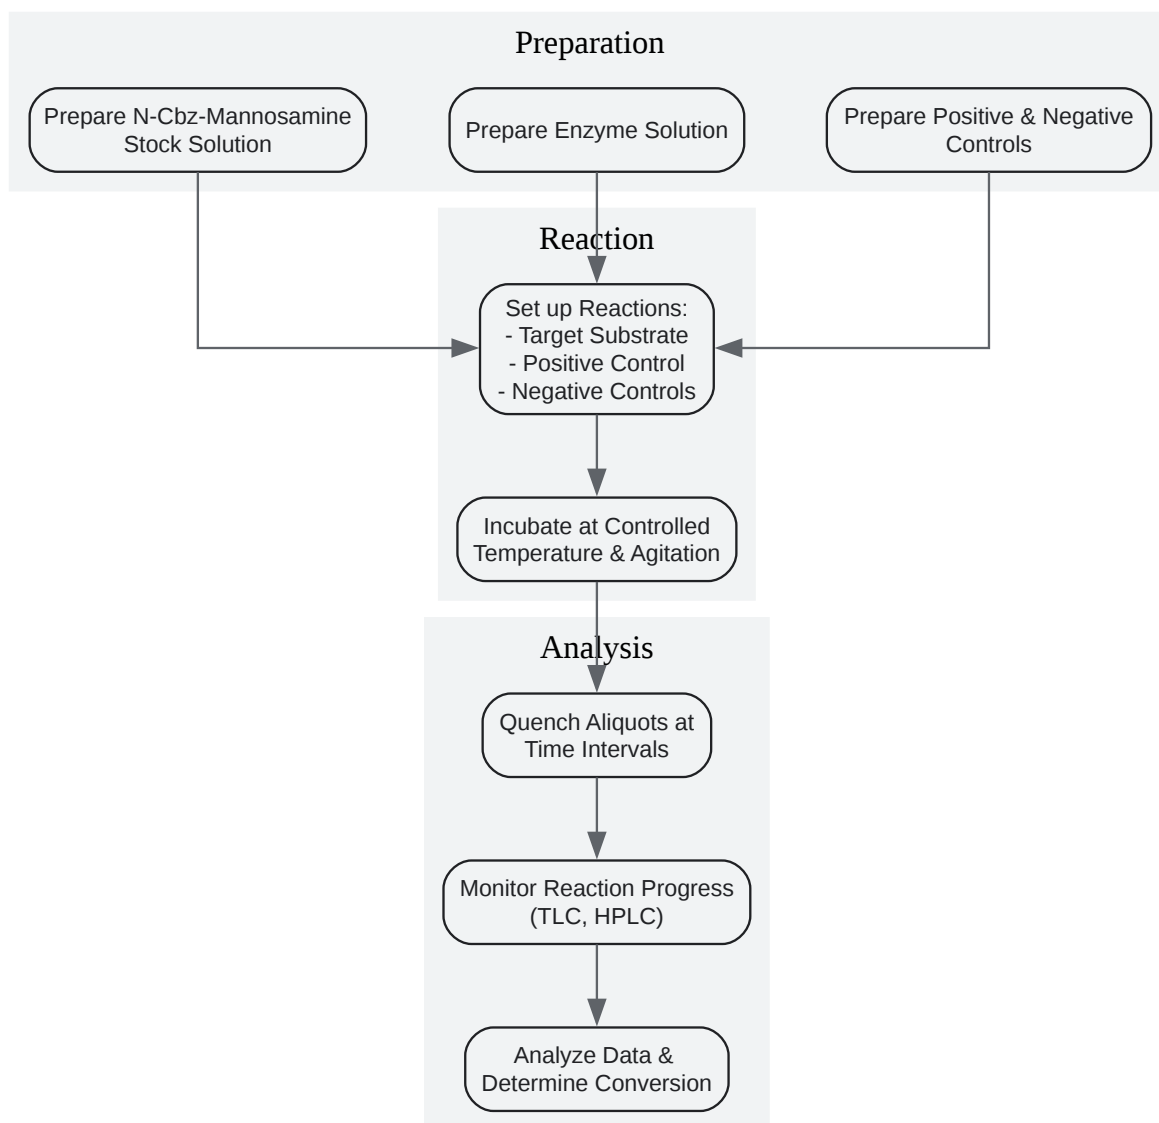 Preparation
Prepare N-Cbz-Mannosamine
Stock Solution
Prepare Enzyme Solution
Prepare Positive & Negative
Controls
Reaction
Set up Reactions:
- Target Substrate
- Positive Control
- Negative Controls
Incubate at Controlled
Temperature & Agitation
Analysis
Quench Aliquots at
Time Intervals
Monitor Reaction Progress
(TLC, HPLC)
Analyze Data &
Determine Conversion